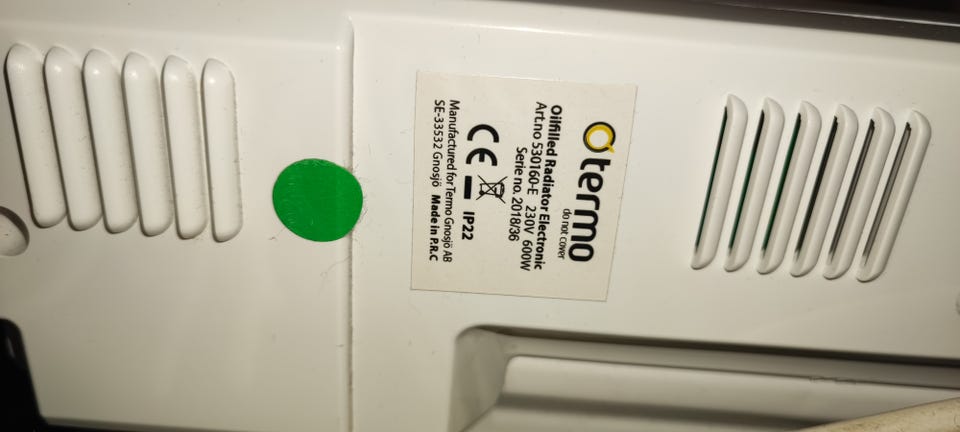 termo
do not cover
Oilfilled Radiator Electronic
Art.no 530160-E 230V 600W
Serie no. 2018/36
CE IP22
Manufactured for Termo Gnosjö AB
SE-33532 Gnosjö Made in P.R.C